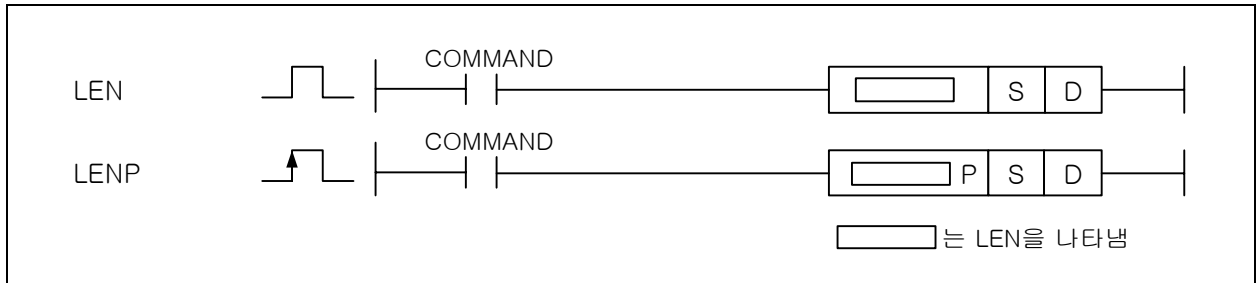 COMMAND
LEN S D
COMMAND
LENP P S D
는 LEN을 나타냄